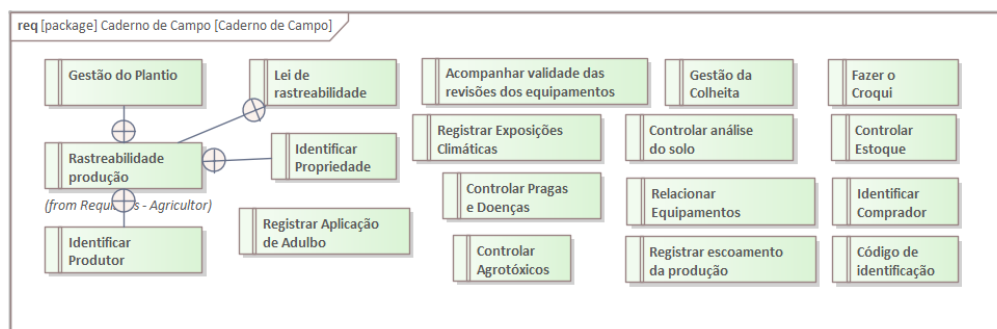 req [package] Caderno de Campo [Caderno de Campo]
Gestão do Plantio
Lei de
rastreabilidade
Acompanhar validade das
revisões dos equipamentos
Gestão da
Colheita
Fazer o
Croqui
Rastreabilidade
produção
(from Requ s - Agricultor)
Identificar
Propriedade
Registrar Exposições
Climáticas
Controlar análise
do solo
Controlar
Estoque
Controlar Pragas
e Doenças
Relacionar
Equipamentos
Identificar
Comprador
Identificar
Produtor
Registrar Aplicação
de Adulbo
Controlar
Agrotóxicos
Registrar escoamento
da produção
Código de
identificação